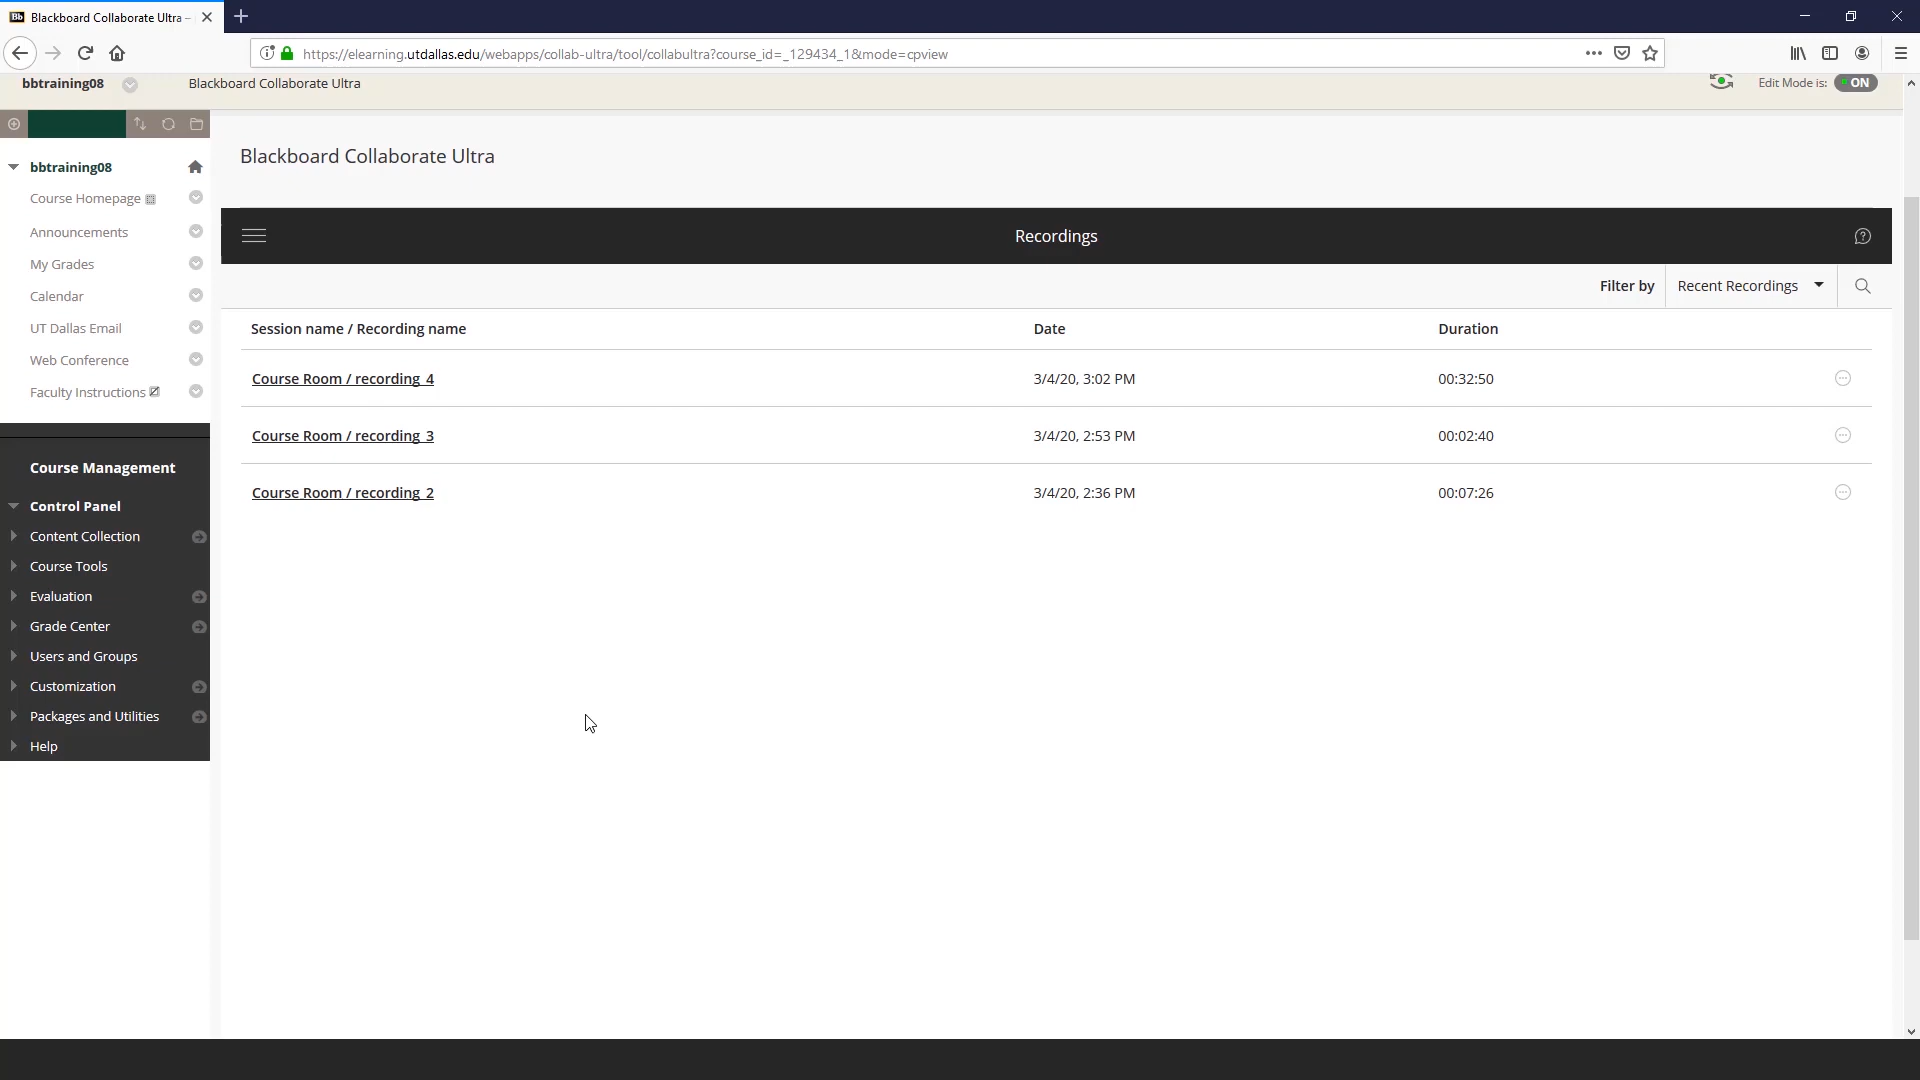 Blackboard Collaborate Ultra –
https://elearning.utdallas.edu/webapps/collab-ultra/tool/collabultra?course_id=_129434_1&mode=cpview
bbtraining08 Blackboard Collaborate Ultra Edit Mode is: ON
bbtraining08
Course Homepage
Announcements
My Grades
Calendar
UT Dallas Email
Web Conference
Faculty Instructions
Course Management
Control Panel
Content Collection
Course Tools
Evaluation
Grade Center
Users and Groups
Customization
Packages and Utilities
Help
Blackboard Collaborate Ultra
Recordings
Filter by Recent Recordings
Session name / Recording name Date Duration
Course Room / recording_4 3/4/20, 3:02 PM 00:32:50
Course Room / recording_3 3/4/20, 2:53 PM 00:02:40
Course Room / recording_2 3/4/20, 2:36 PM 00:07:26